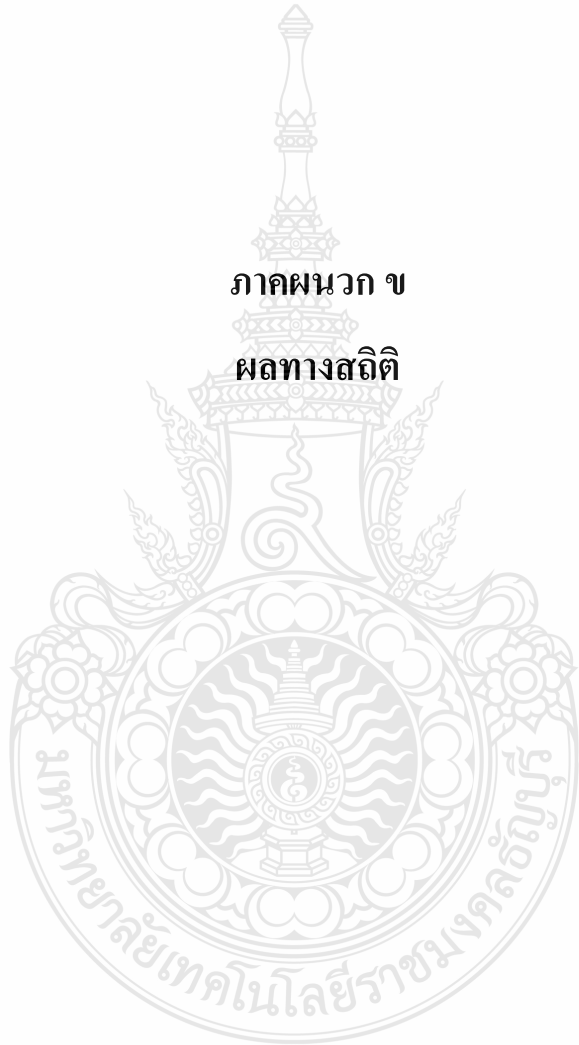 ภาคผนวก ข
ผลทางสถิติ
มหาวิทยาลัยเทคโนโลยีราชมงคลธัญบุรี